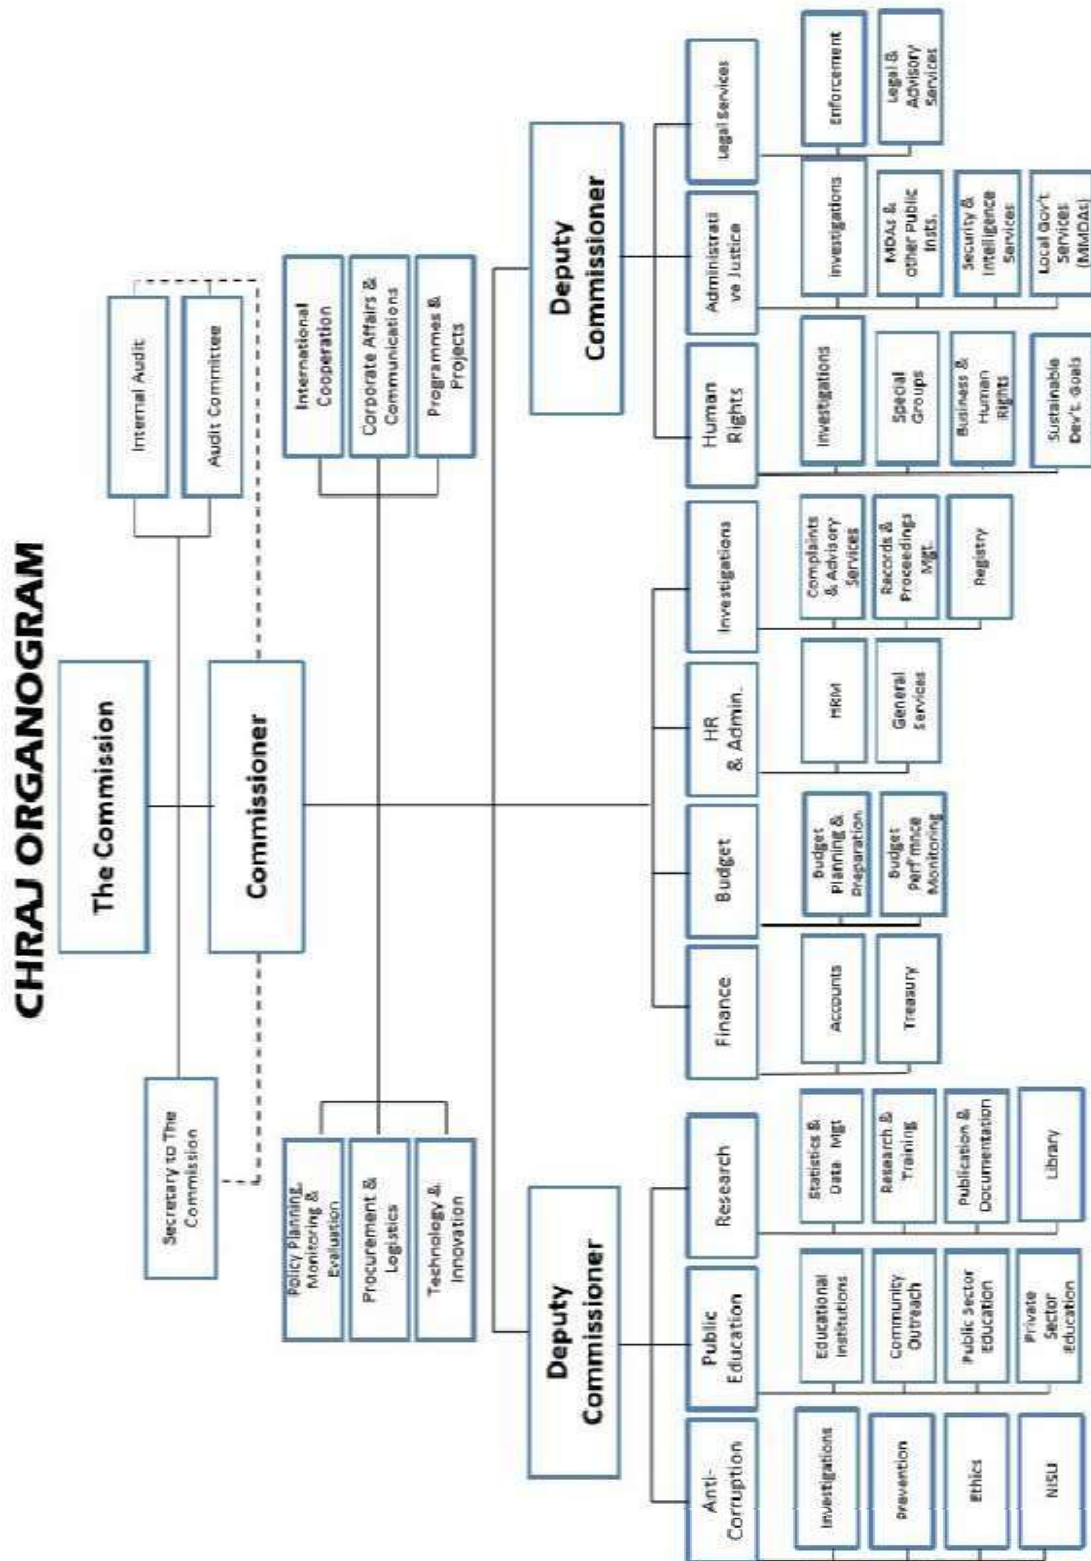 CHRAJ ORGANOGRAM
The Commission
Secretary to The
Commission
Internal Audit
Audit Committee
Commissioner
Policy Planning,
Monitoring &
Evaluation
Procurement &
Logistics
Technology &
Innovation
International
Cooperation
Corporate Affairs &
Communications
Programmes &
Projects
Deputy
Commissioner
Deputy
Commissioner
Anti-
Corruption
Public
Education
Research
Finance
Budget
HR
& Admin.
Investigations
Human
Rights
Administrati
ve Justice
Legal Services
Investigations
Prevention
Ethics
NISU
Educational
Institutions
Community
Outreach
Public Sector
Education
Private
Sector
Education
Statistics &
Data Mgt
Research &
Training
Publication &
Documentation
Library
Accounts
Treasury
Budget
Planning &
Preparation
Budget
Perf'mnce
Monitoring
HRM
General
Services
Complaints
& Advisory
Services
Records &
Proceedings
Mgt.
Registry
Investigations
Special
Groups
Business &
Human
Rights
Sustainable
Dev't. Goals
Investigations
MDAs &
other Public
Insts.
Security &
Intelligence
Services
Local Gov't
Services
(MMDAs)
Enforcement
Legal &
Advisory
Services